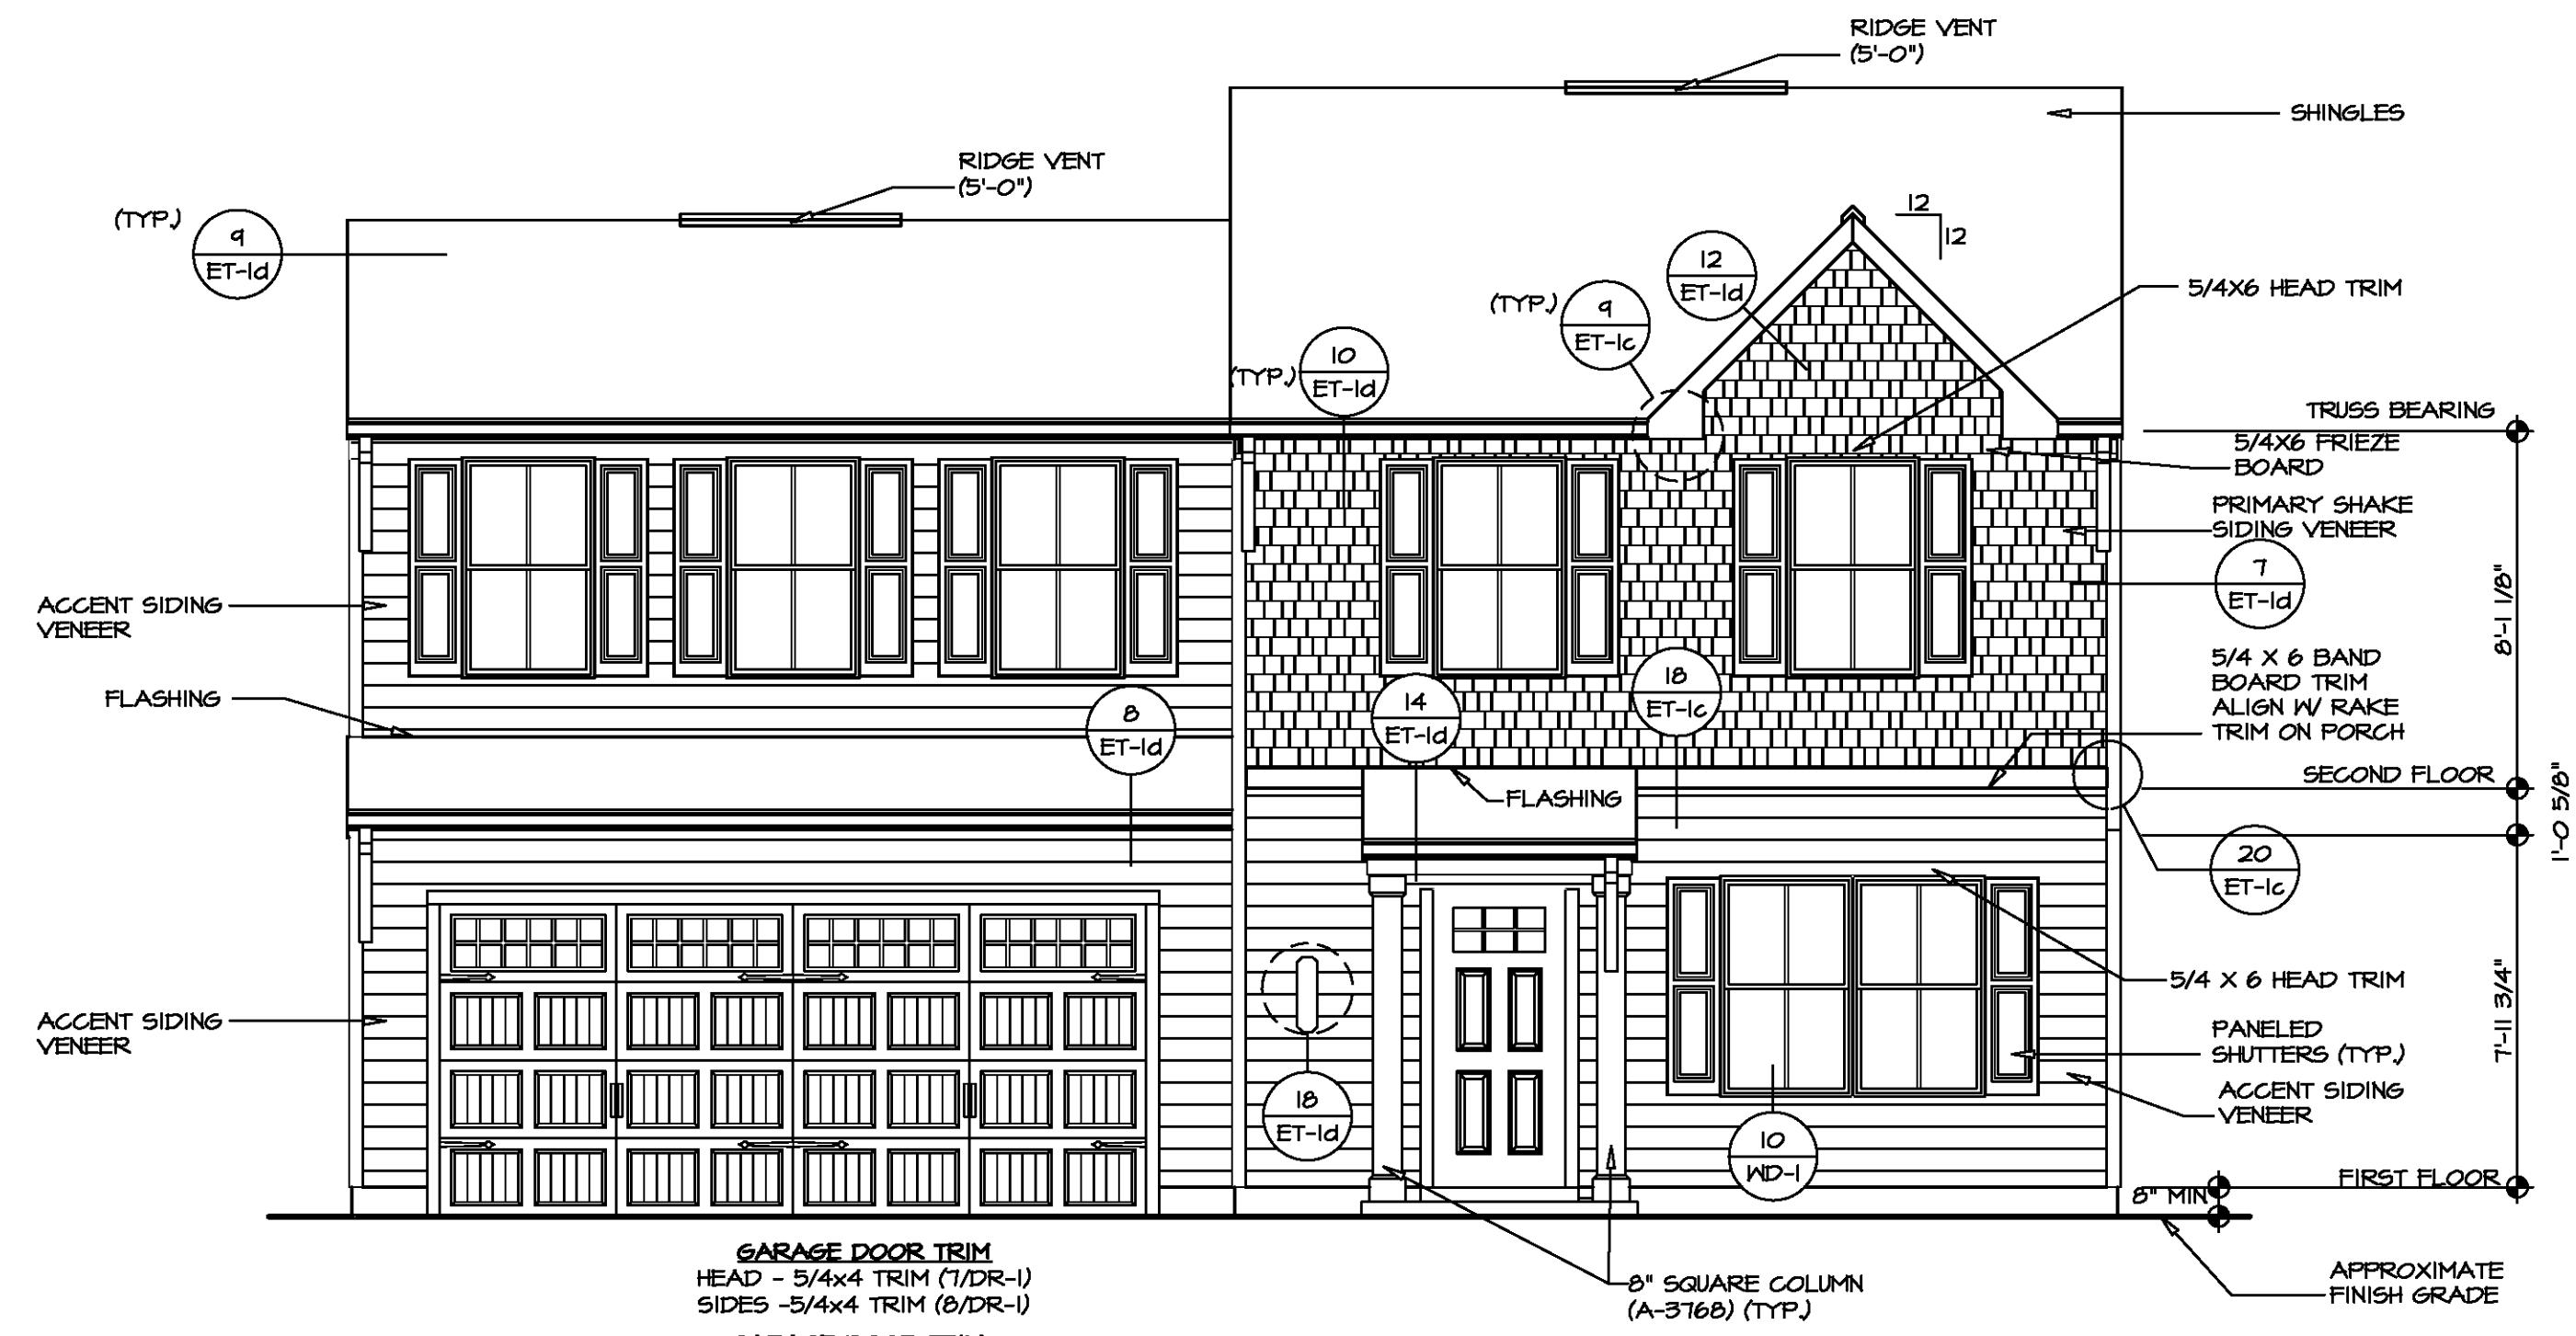 RIDGE VENT
(5'-0")
SHINGLES
RIDGE VENT
(5'-0")
(TYP.)
9
ET-1d
12
12
12
ET-1d
5/4X6 HEAD TRIM
(TYP.)
9
ET-1c
(TYP.)
10
ET-1d
TRUSS BEARING
5/4X6 FRIEZE
BOARD
PRIMARY SHAKE
SIDING VENEER
7
ET-1d
8'-1 1/8"
ACCENT SIDING
VENEER
5/4 X 6 BAND
BOARD TRIM
ALIGN W/ RAKE
TRIM ON PORCH
FLASHING
8
ET-1d
14
ET-1d
18
ET-1c
FLASHING
SECOND FLOOR
1'-0 5/8"
20
ET-1c
5/4 X 6 HEAD TRIM
7'-11 3/4"
ACCENT SIDING
VENEER
PANELED
SHUTTERS (TYP.)
ACCENT SIDING
VENEER
18
ET-1d
10
WD-1
FIRST FLOOR
8" MIN
GARAGE DOOR TRIM
HEAD - 5/4x4 TRIM (7/DR-1)
SIDES -5/4x4 TRIM (8/DR-1)
8" SQUARE COLUMN
(A-3768) (TYP.)
APPROXIMATE
FINISH GRADE